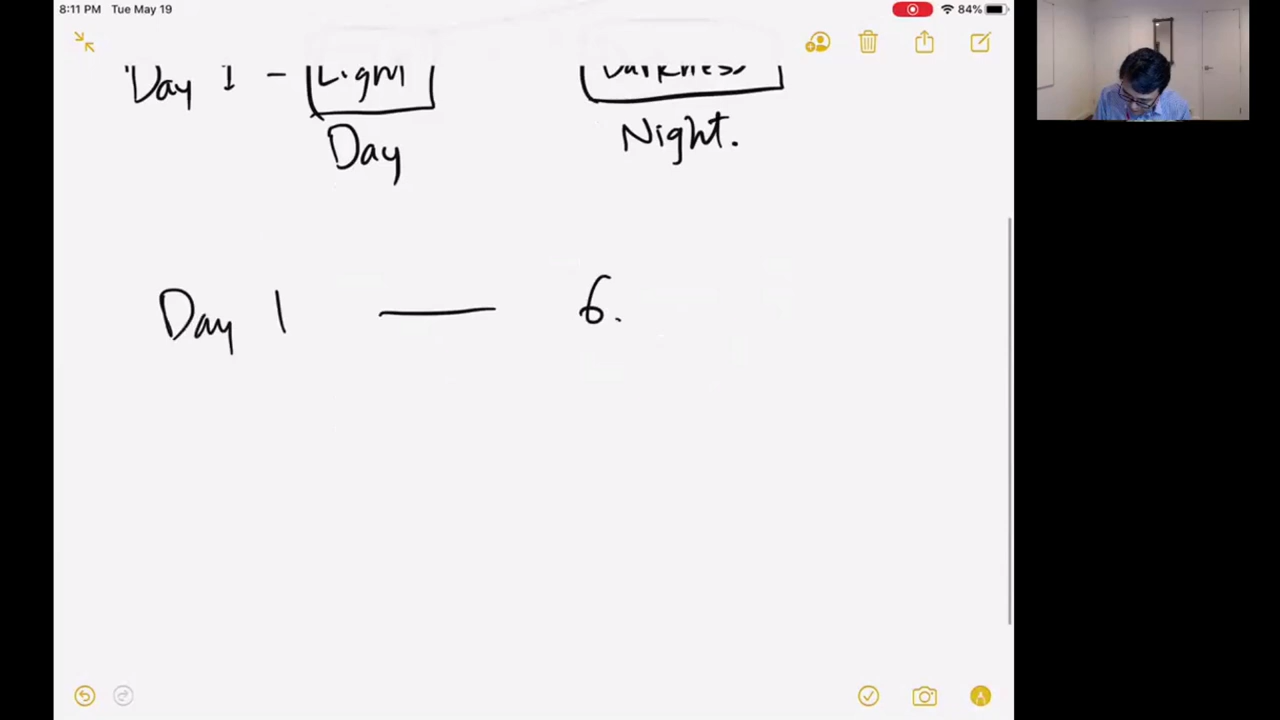 8:11 PM Tue May 19 84%
Day 1 - Light Darkness
Day Night.
Day 1 — 6.